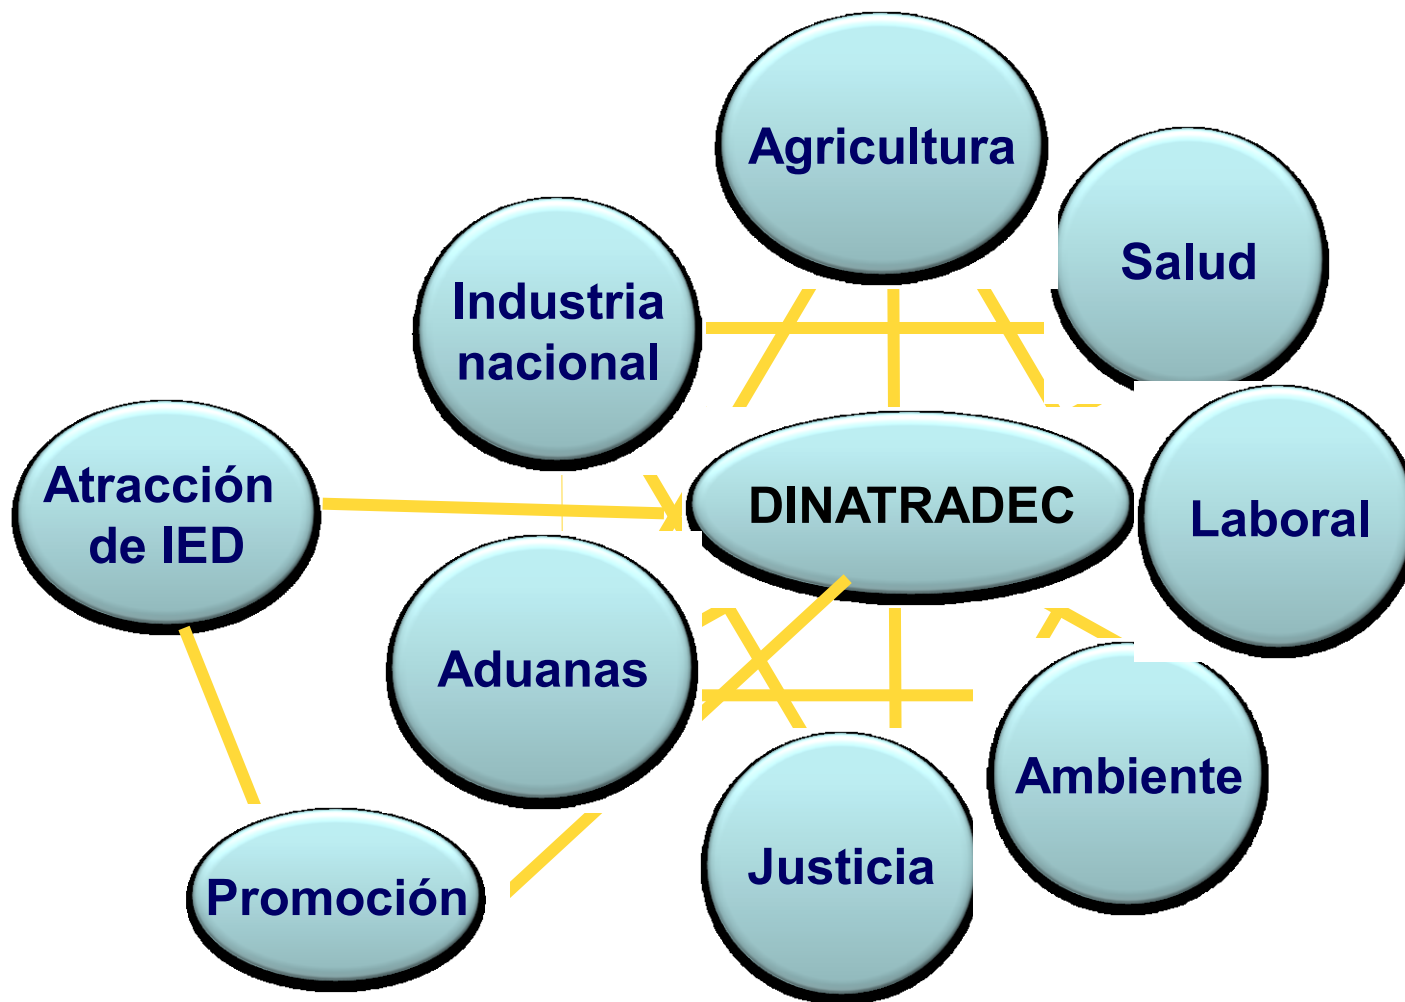 Agricultura
Salud
Industria
nacional
Atracción
de IED
DINATRADEC
Laboral
Aduanas
Ambiente
Justicia
Promoción